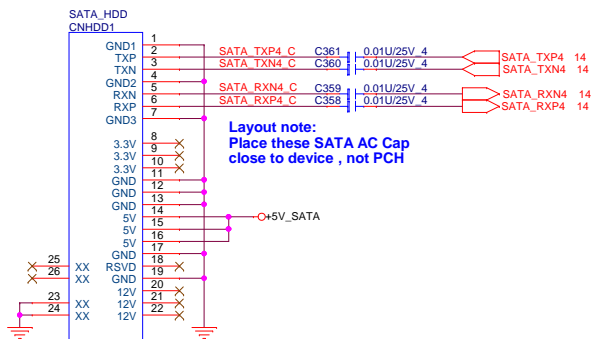 SATA_HDD
CNHDD1
GND1 1
TXP 2 SATA_TXP4_C C361 0.01U/25V_4 SATA_TXP4 14
TXN 3 SATA_TXN4_C C360 0.01U/25V_4 SATA_TXN4 14
GND2 4
RXN 5 SATA_RXN4_C C359 0.01U/25V_4 SATA_RXN4 14
RXP 6 SATA_RXP4_C C358 0.01U/25V_4 SATA_RXP4 14
GND3 7
Layout note:
Place these SATA AC Cap
close to device , not PCH
3.3V 8
3.3V 9
3.3V 10
GND 11
GND 12
GND 13
5V 14 +5V_SATA
5V 15
5V 16
GND 17
25 XX RSVD 18
26 XX GND 19
12V 20
23 XX 12V 21
24 XX 12V 22